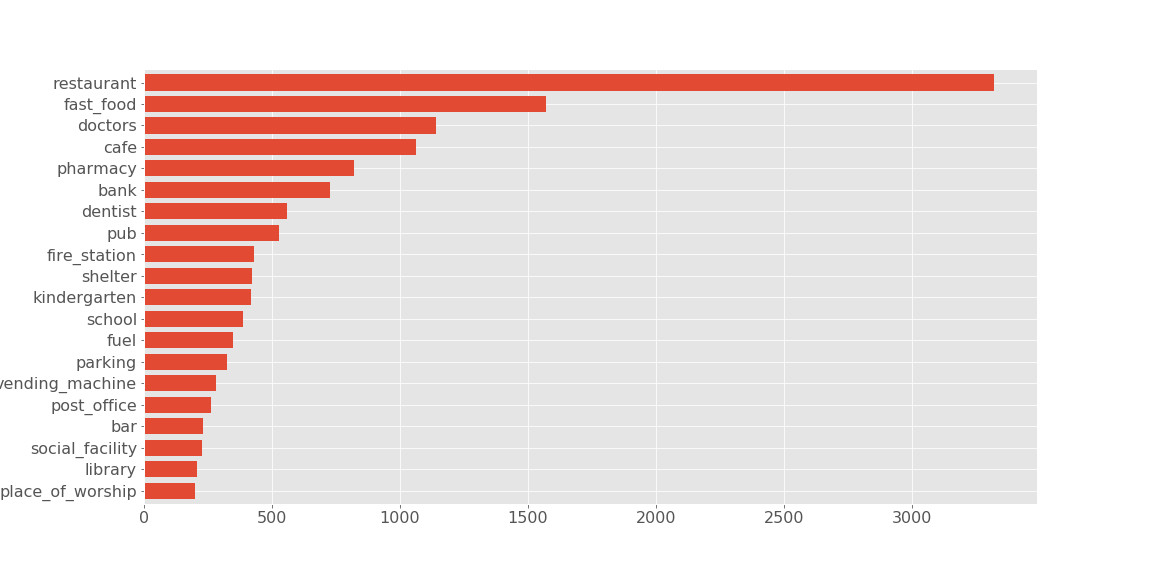 restaurant
fast_food
doctors
cafe
pharmacy
bank
dentist
pub
fire_station
shelter
kindergarten
school
fuel
parking
vending_machine
post_office
bar
social_facility
library
place_of_worship
0 500 1000 1500 2000 2500 3000